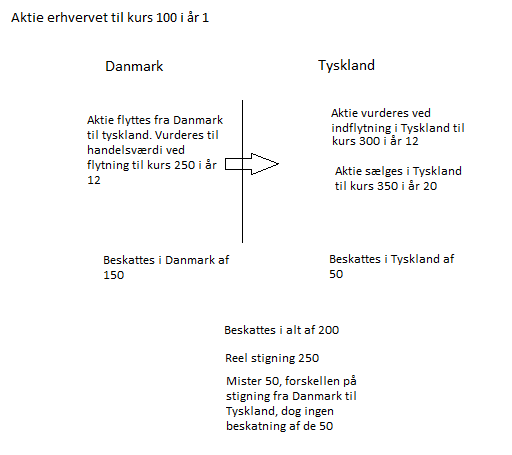 Aktie erhvervet til kurs 100 i år 1
Danmark
Tyskland
Aktie flyttes fra Danmark
til tyskland. Vurderes til
handelsværdi ved
flytning til kurs 250 i år
12
Aktie vurderes ved
indflytning i Tyskland til
kurs 300 i år 12
Aktie sælges i Tyskland
til kurs 350 i år 20
Beskattes i Danmark af
150
Beskattes i Tyskland af
50
Beskattes i alt af 200
Reel stigning 250
Mister 50, forskellen på
stigning fra Danmark til
Tyskland, dog ingen
beskatning af de 50